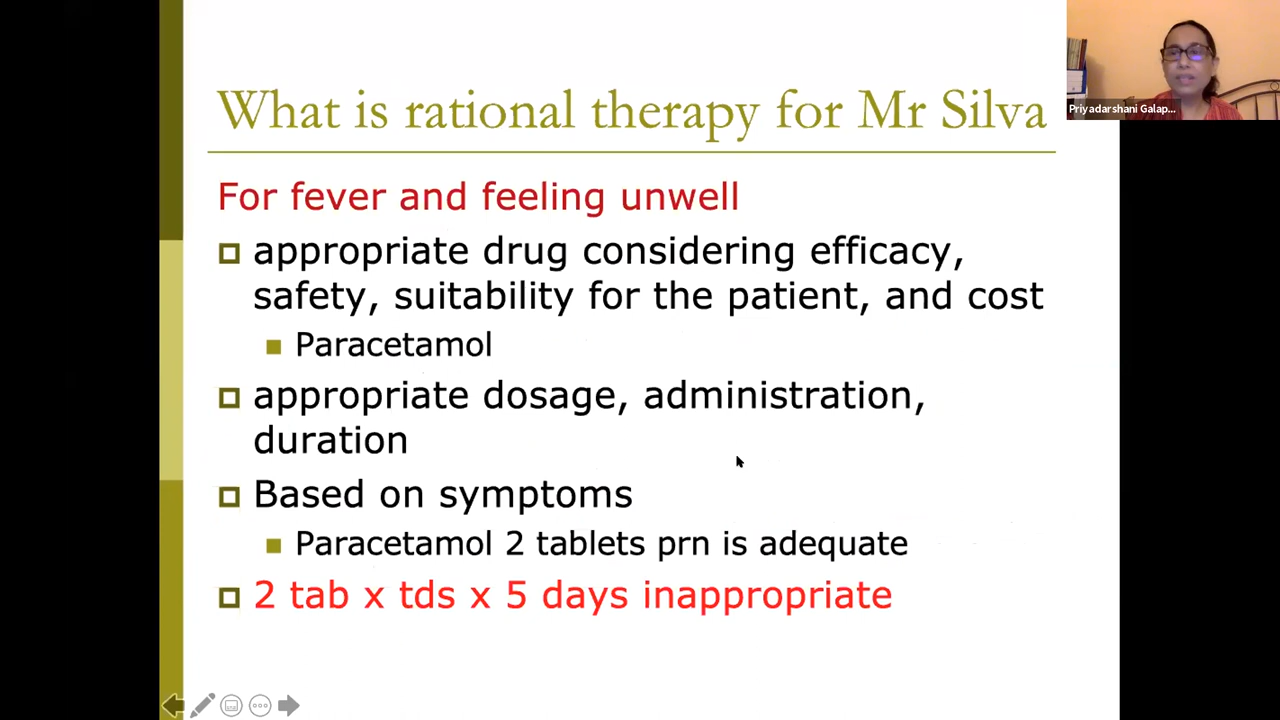 What is rational therapy for Mr Silva
For fever and feeling unwell
appropriate drug considering efficacy,
safety, suitability for the patient, and cost
Paracetamol
appropriate dosage, administration,
duration
Based on symptoms
Paracetamol 2 tablets prn is adequate
2 tab x tds x 5 days inappropriate
Priyadarshani Galap...